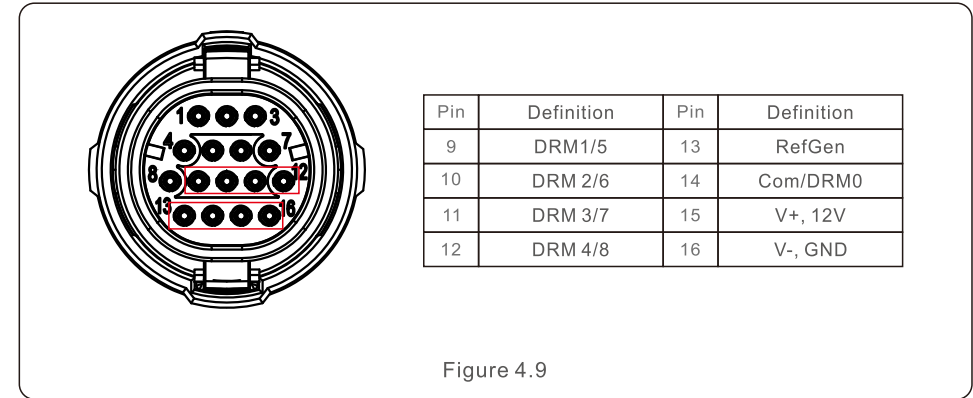 1 3
4 7
8 12
13 16
Pin Definition Pin Definition
9 DRM1/5 13 RefGen
10 DRM 2/6 14 Com/DRM0
11 DRM 3/7 15 V+, 12V
12 DRM 4/8 16 V-, GND
Figure 4.9